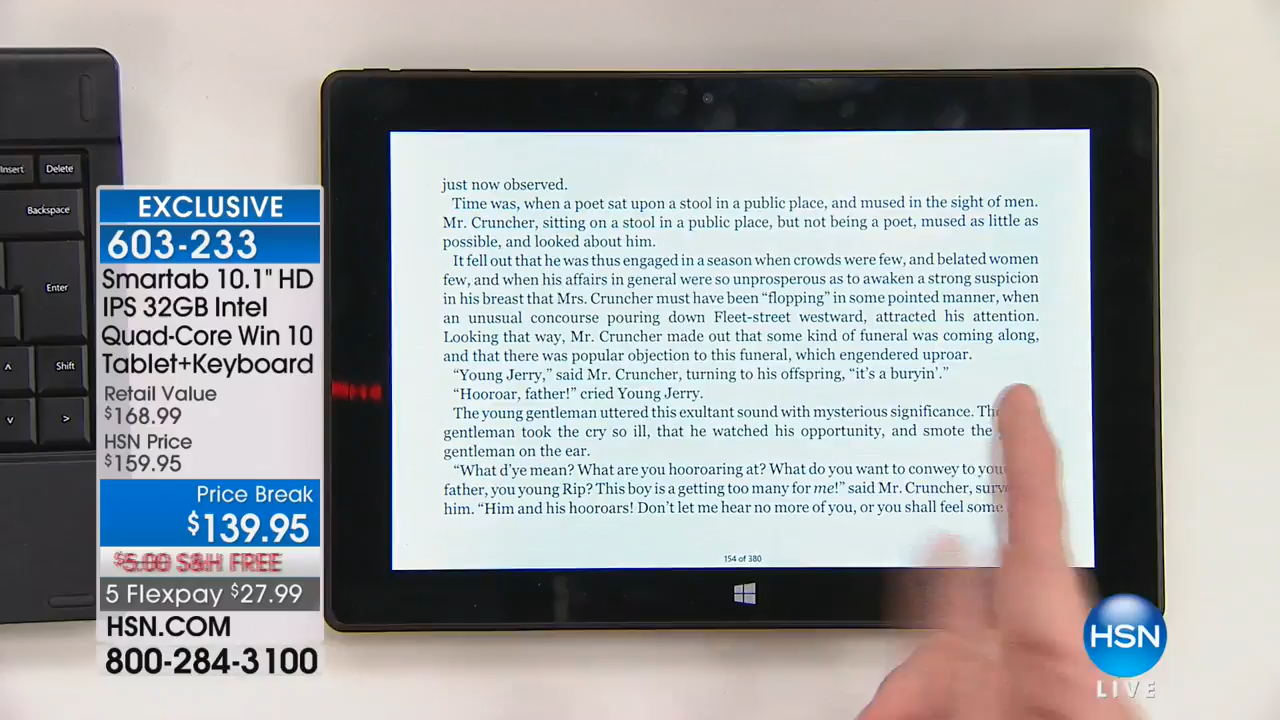 Insert
Delete
Backspace
Enter
Shift
EXCLUSIVE
603-233
Smartab 10.1" HD
IPS 32GB Intel
Quad-Core Win 10
Tablet+Keyboard
Retail Value
$168.99
HSN Price
$159.95
Price Break
$139.95
$5.00 S&H FREE
5 Flexpay $27.99
HSN.COM
800-284-3100
just now observed.
Time was, when a poet sat upon a stool in a public place, and mused in the sight of men.
Mr. Cruncher, sitting on a stool in a public place, but not being a poet, mused as little as
possible, and looked about him.
It fell out that he was thus engaged in a season when crowds were few, and belated women
few, and when his affairs in general were so unprosperous as to awaken a strong suspicion
in his breast that Mrs. Cruncher must have been “flopping” in some pointed manner, when
an unusual concourse pouring down Fleet-street westward, attracted his attention.
Looking that way, Mr. Cruncher made out that some kind of funeral was coming along,
and that there was popular objection to this funeral, which engendered uproar.
“Young Jerry,” said Mr. Cruncher, turning to his offspring, “it’s a buryin’.”
“Hooroar, father!” cried Young Jerry.
The young gentleman uttered this exultant sound with mysterious significance.
gentleman took the cry so ill, that he watched his opportunity, and smote the
gentleman on the ear.
“What d’ye mean? What are you hooroaring at? What do you want to conwey to
father, you young Rip? This boy is a getting too many for me!” said Mr. Cruncher,
him. “Him and his hooroars! Don’t let me hear no more of you, or you shall feel some
154 of 380
HSN
LIVE